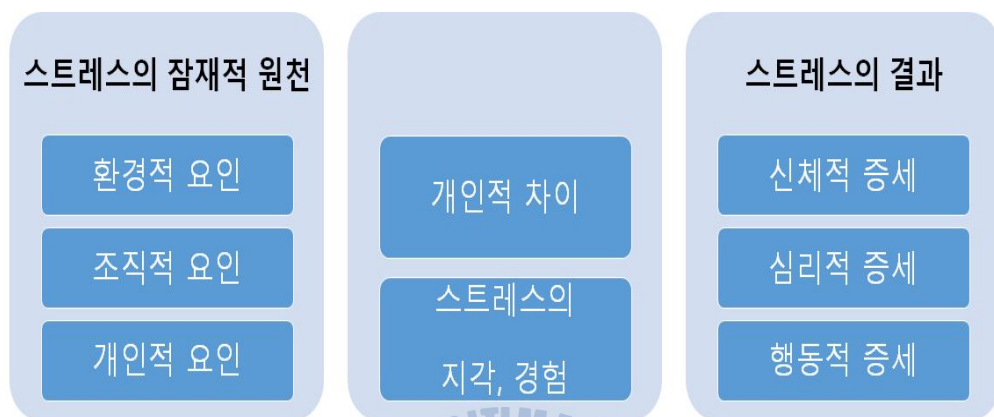 스트레스의 잠재적 원천
환경적 요인
조직적 요인
개인적 요인
개인적 차이
스트레스의
지각, 경험
스트레스의 결과
신체적 증세
심리적 증세
행동적 증세